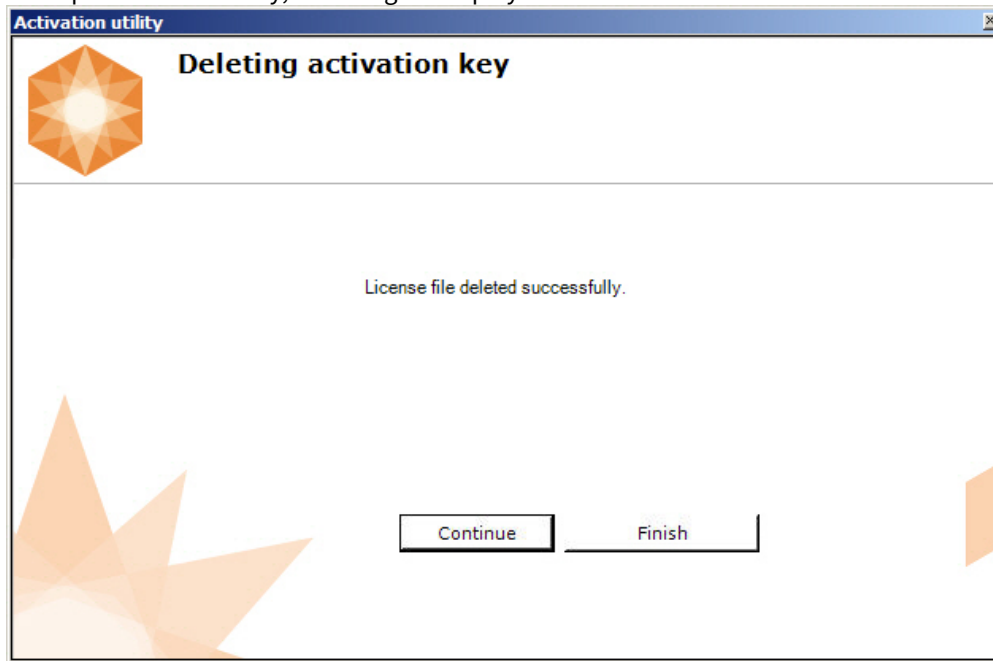 Activation utility
Deleting activation key
License file deleted successfully.
Continue
Finish